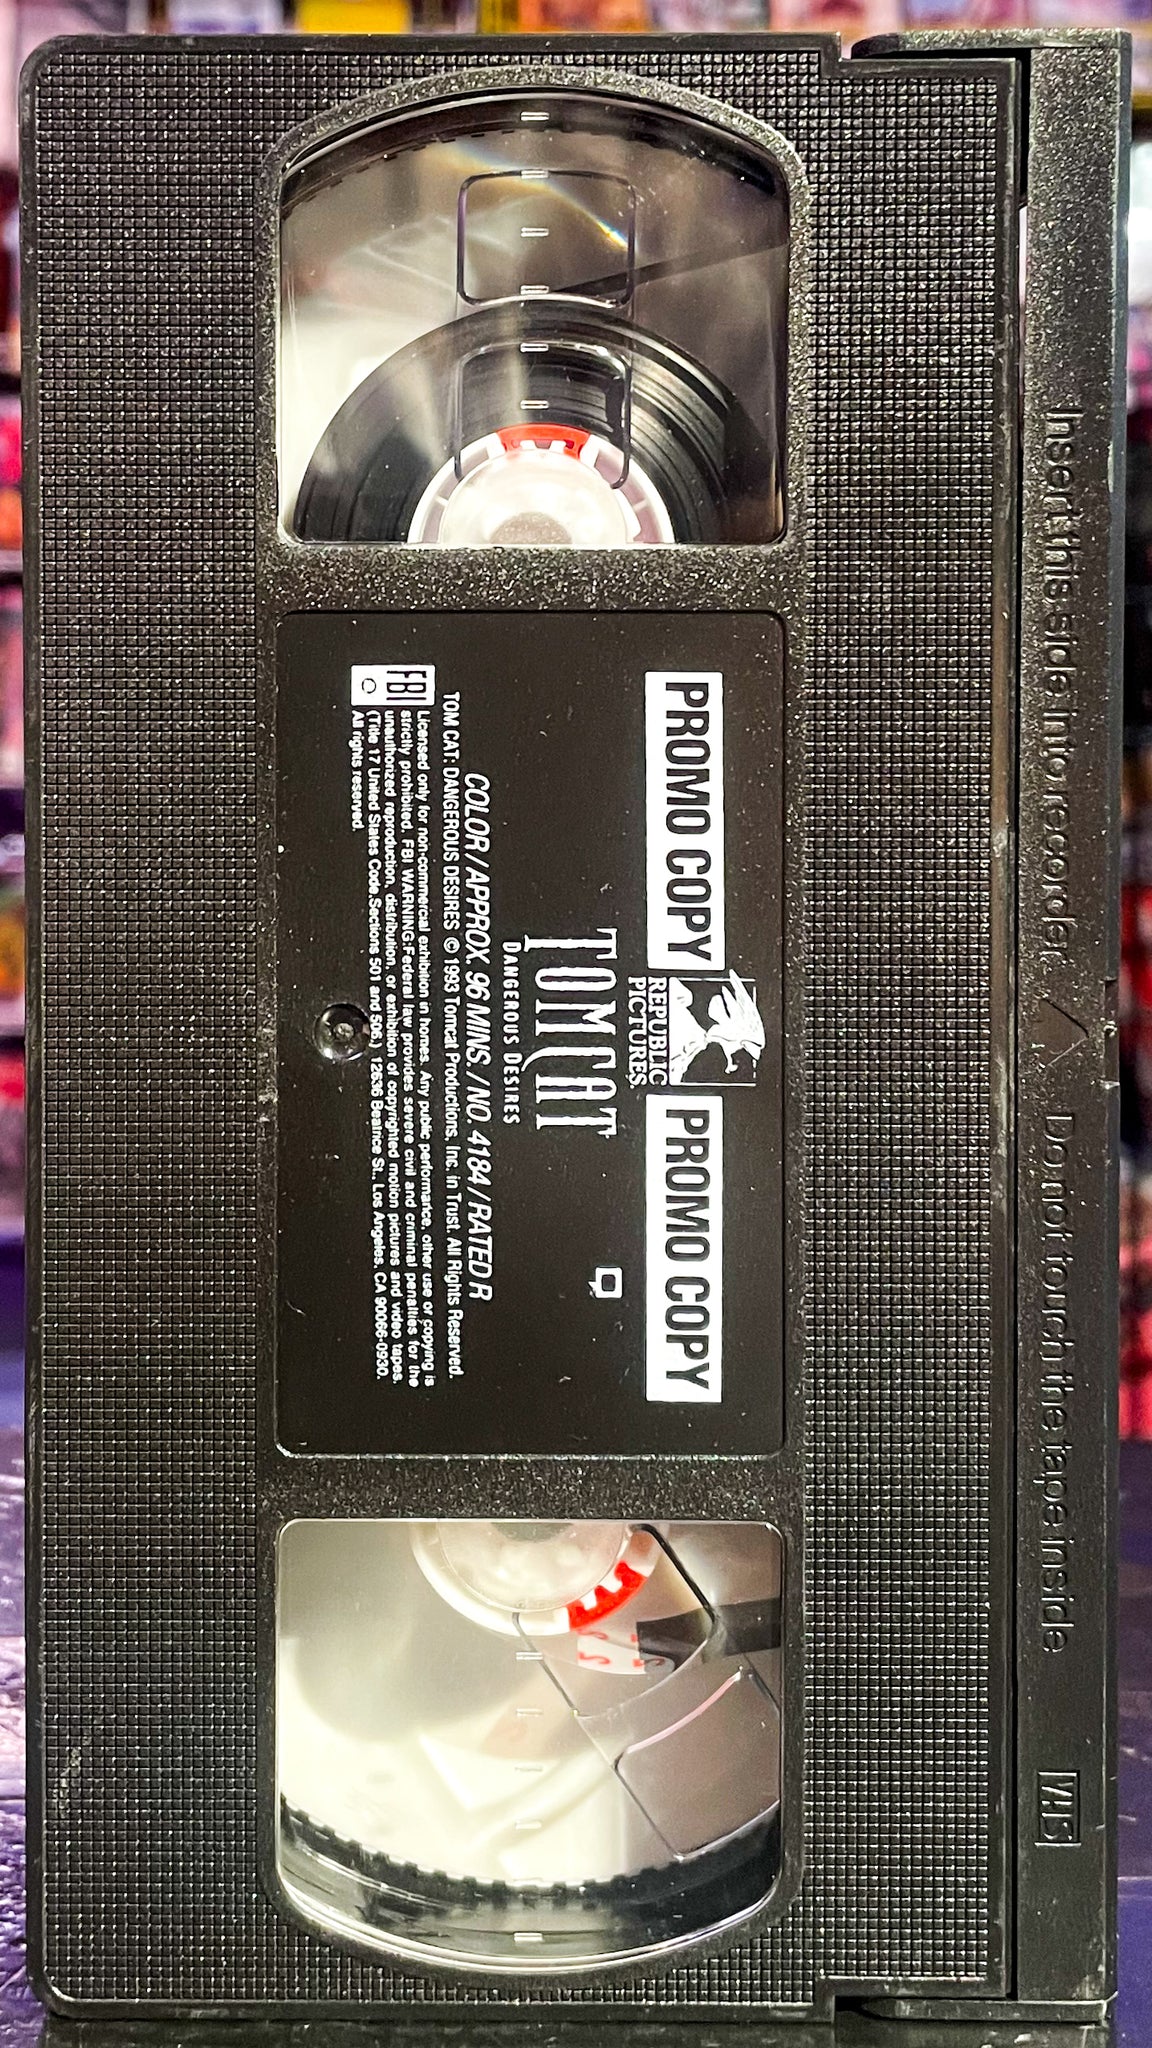 Insert this side into recorder
Do not touch the tape inside
VHS
PROMO COPY
PROMO COPY
REPUBLIC
PICTURES®
TOMCAT
DANGEROUS DESIRES
COLOR/APPROX. 96 MINS./NO. 4184/RATED R
TOM CAT: DANGEROUS DESIRES © 1993 Tomcat Productions, Inc. in Trust. All Rights Reserved.
FBI
Licensed only for non-commercial exhibition in homes. Any public performance, other use or copying is
strictly prohibited. FBI WARNING:Federal law provides severe civil and criminal penalties for the
unauthorized reproduction, distribution, or exhibition of copyrighted motion pictures and video tapes.
(Title 17 United States Code,Sections 501 and 506.) 12636 Beatrice St., Los Angeles, CA 90066-0930.
All rights reserved.